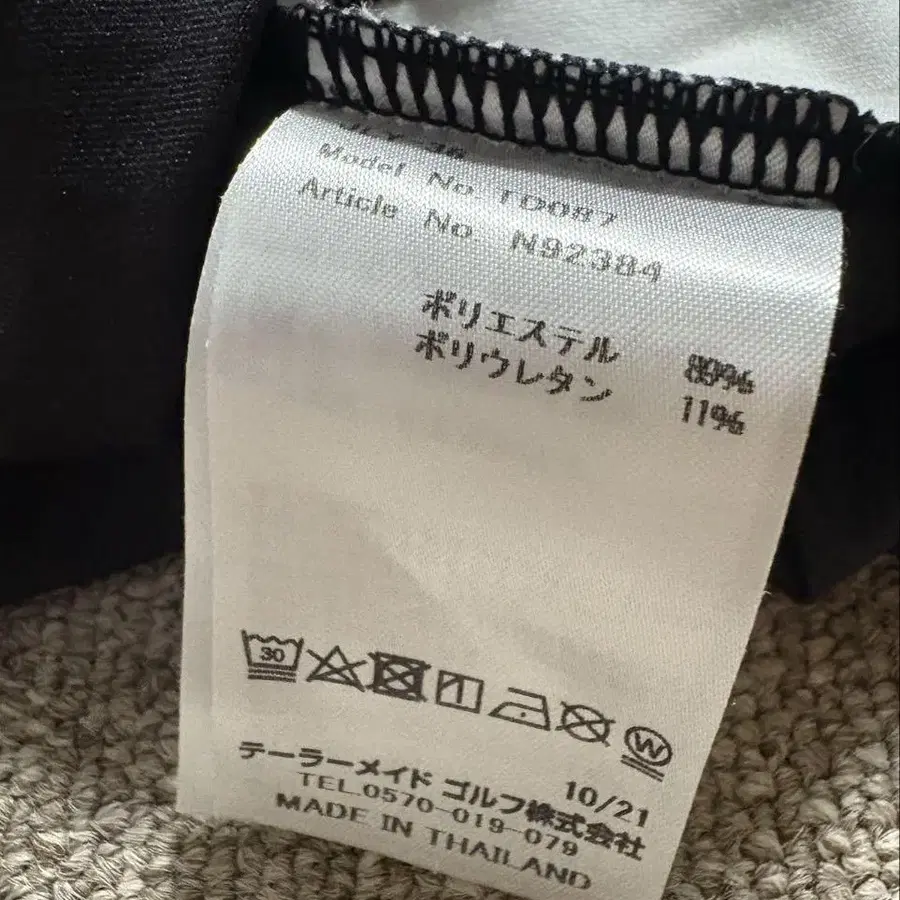 Model No. TD087
Article No. N92384
ポリエステル 89%
ポリウレタン 11%
30
W
テーラーメイド ゴルフ株式会社 10/21
TEL.0570-019-079
MADE IN THAILAND